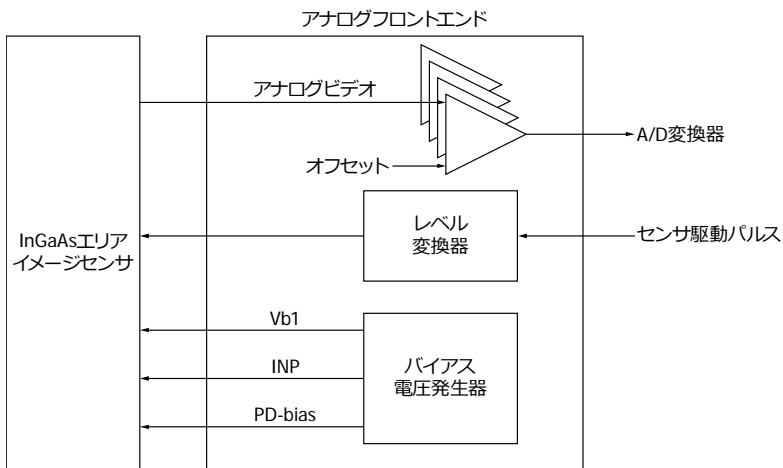 アナログフロントエンド
アナログビデオ
A/D変換器
オフセット
InGaAsエリア
イメージセンサ
レベル
変換器
センサ駆動パルス
Vb1
INP
PD-bias
バイアス
電圧発生器